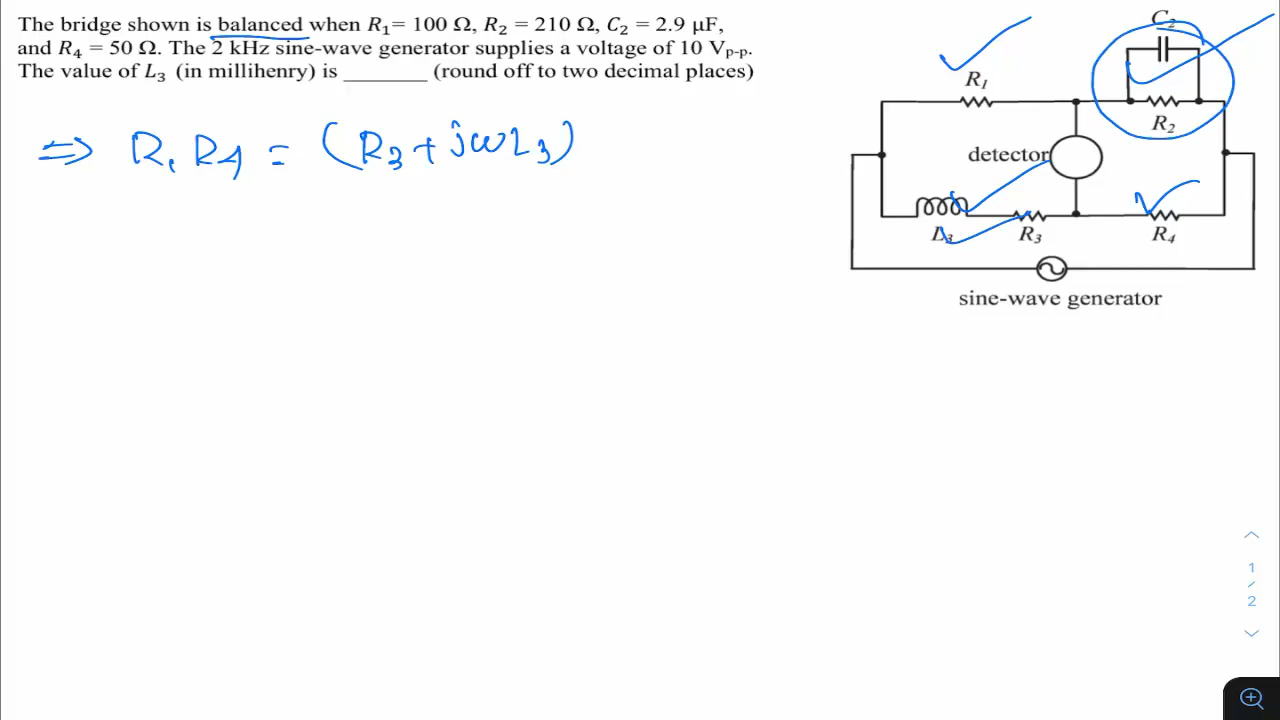 The bridge shown is balanced when R₁= 100 Ω, R₂ = 210 Ω, C₂ = 2.9 μF,
and R₄ = 50 Ω. The 2 kHz sine-wave generator supplies a voltage of 10 Vp-p.
The value of L₃ (in millihenry) is ________ (round off to two decimal places)
⇒ R₁ R₄ = (R₃ + jωL₃)
C₂
R₁
R₂
detector
L₃
R₃
R₄
sine-wave generator
1
/
2